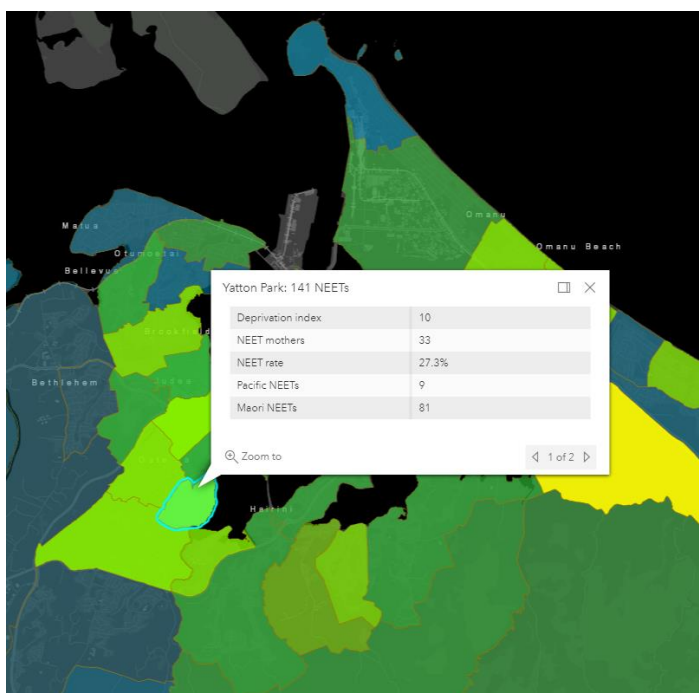 Omanu
Matua
Omanu Beach
Otumoetai
Bellevue
Yatton Park: 141 NEETs
Deprivation index 10
NEET mothers 33
Brookfield
NEET rate 27.3%
Pacific NEETs 9
Bethlehem
Judea
Maori NEETs 81
Zoom to
1 of 2
Hairini